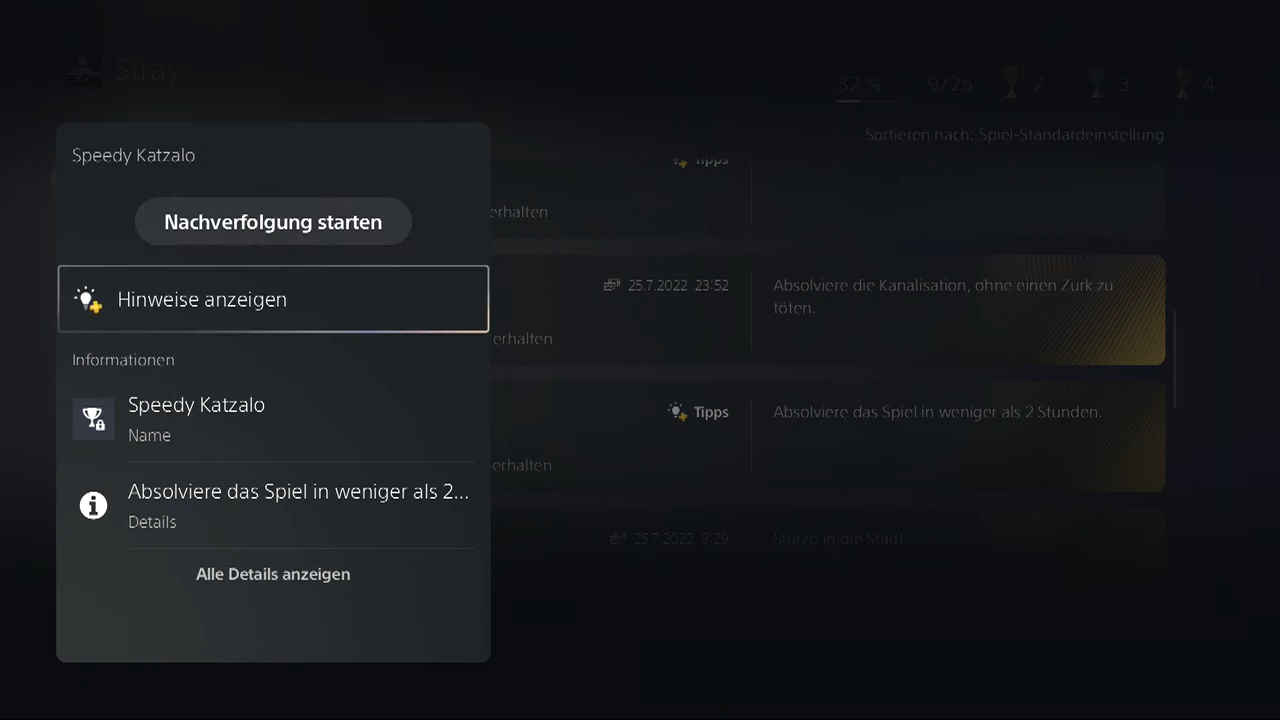 Stray
32 %
9/25
2
3
4
Sortieren nach: Spiel-Standardeinstellung
Speedy Katzalo
Nachverfolgung starten
Hinweise anzeigen
Informationen
Speedy Katzalo
Name
Absolviere das Spiel in weniger als 2...
Details
Alle Details anzeigen
Tipps
erhalten
25.7.2022 23:52
Absolviere die Kanalisation, ohne einen Zurk zu
töten.
erhalten
Tipps
Absolviere das Spiel in weniger als 2 Stunden.
erhalten
25.7.2022 9:29
Stürze in die Stadt.